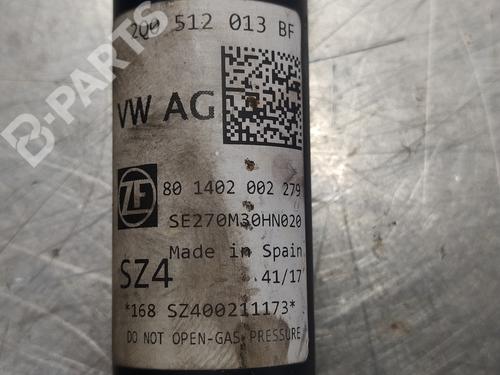 2Q0 512 013 BF
B-PARTS
VW AG
ZF
80 1402 002 279
SE270M30HN020
Made in Spain
SZ4
41/17
*168 SZ400211173*
DO NOT OPEN-GAS PRESSURE